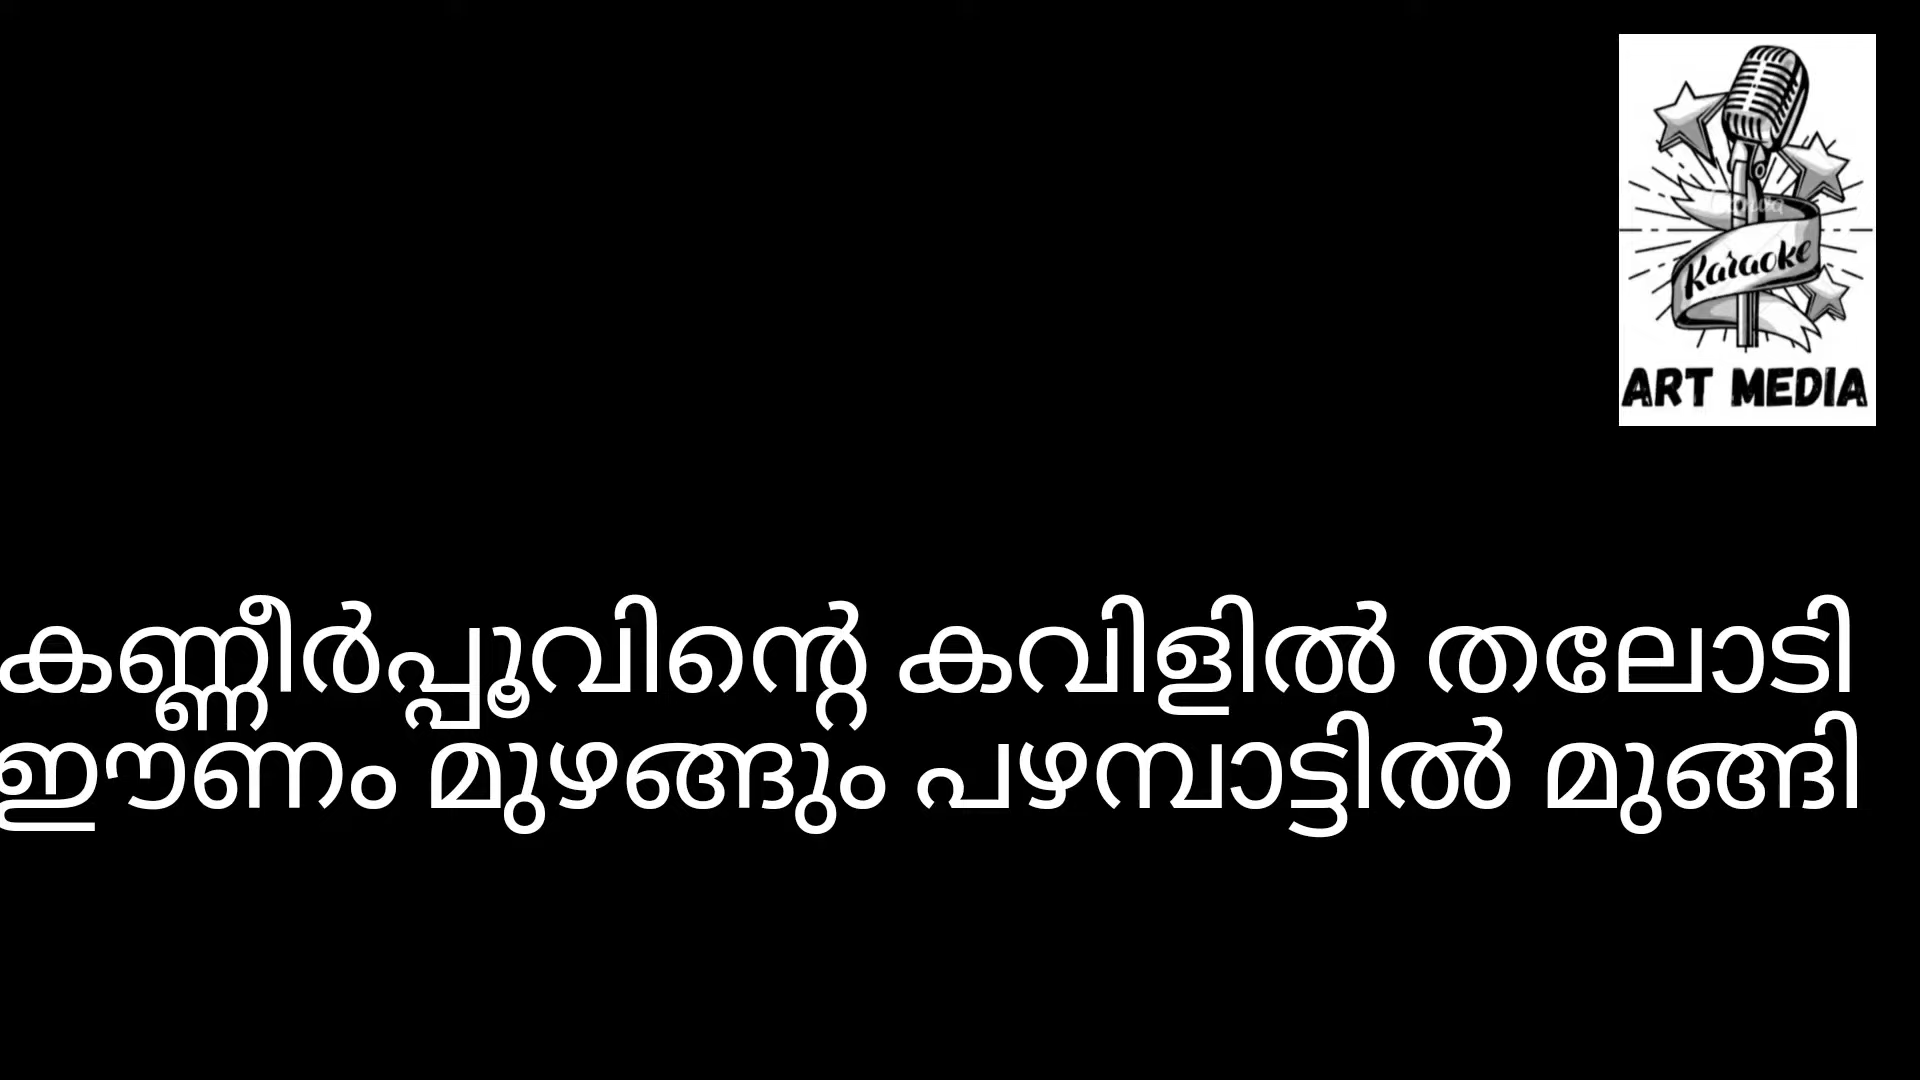 Karaoke
ART MEDIA
കണ്ണീർപ്പൂവിന്റെ കവിളിൽ തലോടി
ഈണം മുഴങ്ങും പഴമ്പാട്ടിൽ മുങ്ങി